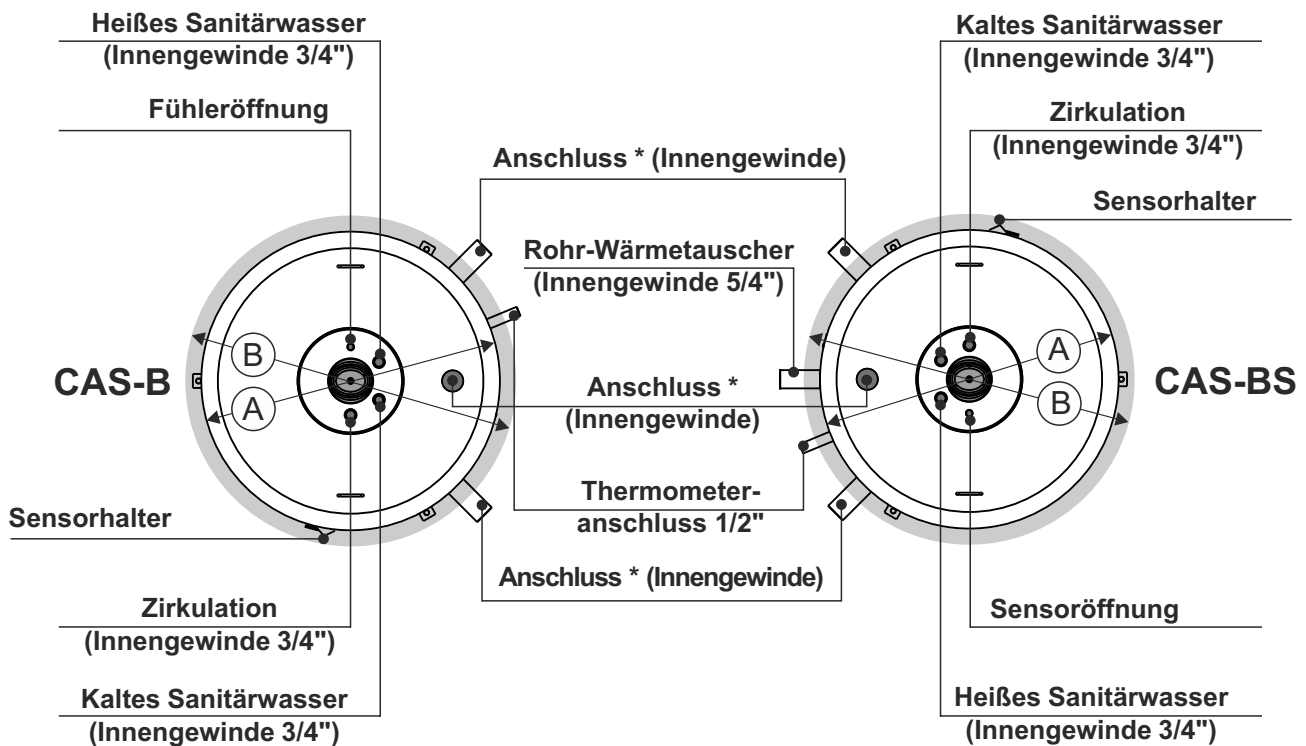 Heißes Sanitärwasser
(Innengewinde 3/4")
Fühleröffnung
Kaltes Sanitärwasser
(Innengewinde 3/4")
Zirkulation
(Innengewinde 3/4")
Anschluss * (Innengewinde)
Sensorhalter
Rohr-Wärmetauscher
(Innengewinde 5/4")
B
A
CAS-B
A
B
CAS-BS
Anschluss *
(Innengewinde)
Thermometer-
anschluss 1/2"
Sensorhalter
Anschluss * (Innengewinde)
Zirkulation
(Innengewinde 3/4")
Sensoröffnung
Kaltes Sanitärwasser
(Innengewinde 3/4")
Heißes Sanitärwasser
(Innengewinde 3/4")